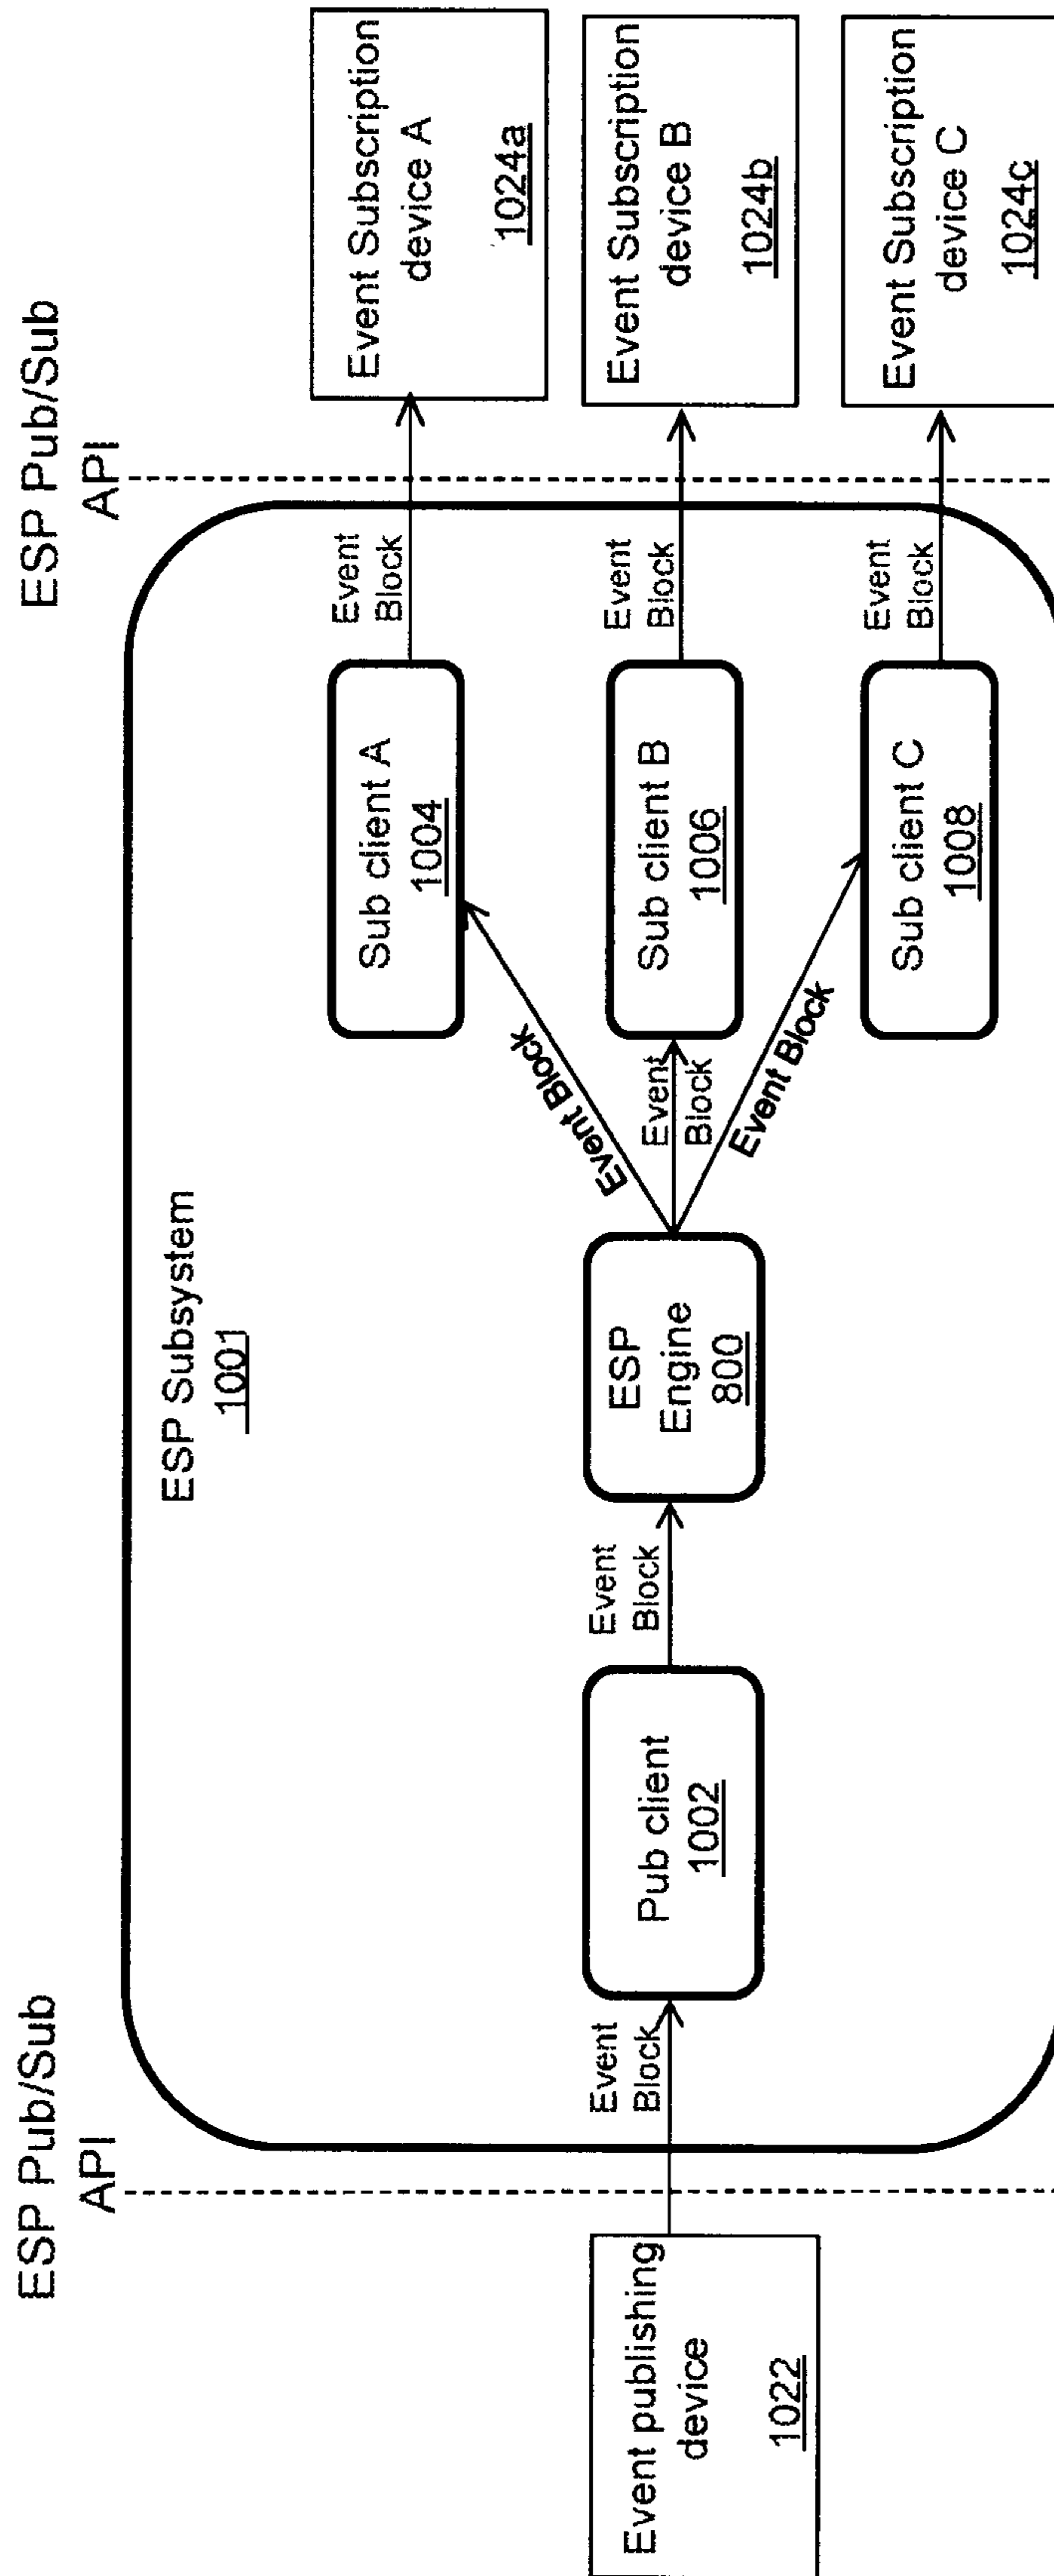 ESP Pub/Sub
API
ESP Pub/Sub
API
ESP Subsystem
1001
Event publishing
device
1022
Event
Block
Pub client
1002
Event
Block
ESP
Engine
800
Event Block
Event
Block
Event Block
Sub client A
1004
Sub client B
1006
Sub client C
1008
Event
Block
Event
Block
Event
Block
Event Subscription
device A
1024a
Event Subscription
device B
1024b
Event Subscription
device C
1024c